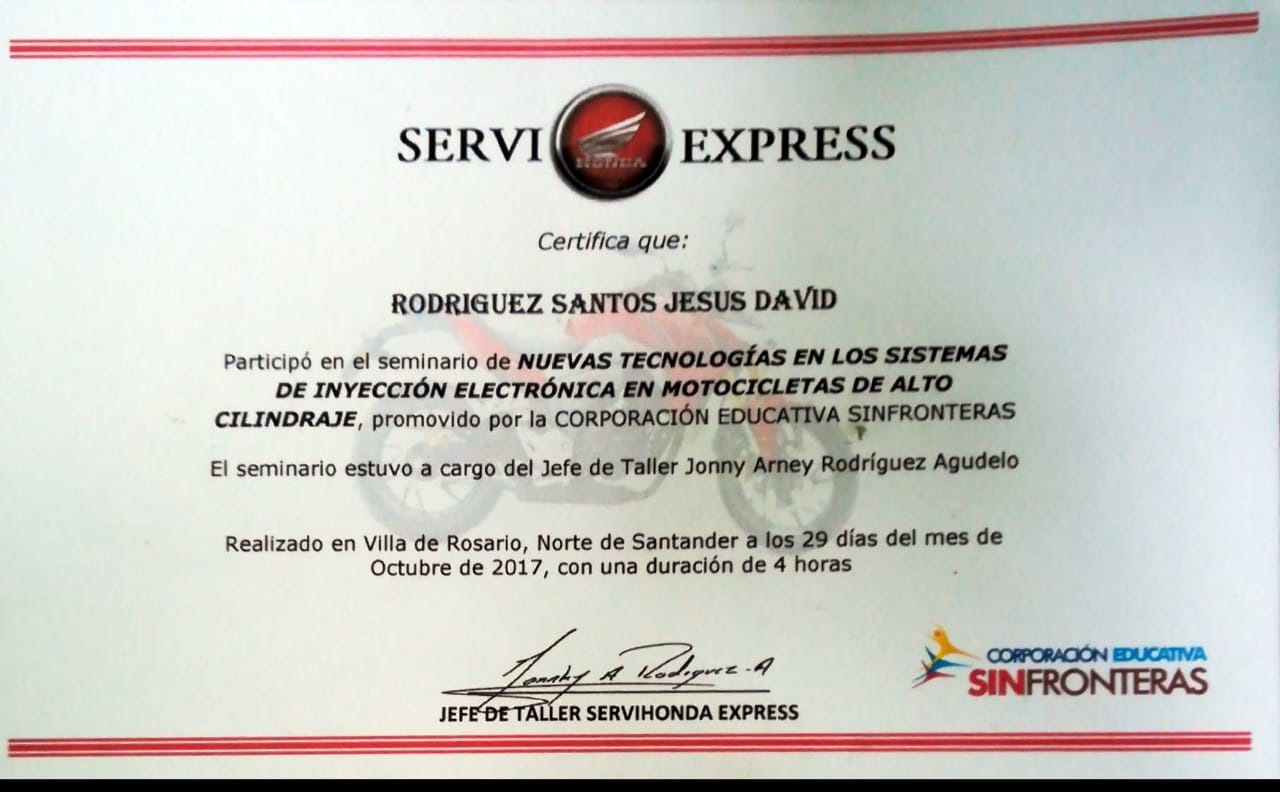 SERVI HONDA EXPRESS
Certifica que:
RODRIGUEZ SANTOS JESUS DAVID
Participó en el seminario de NUEVAS TECNOLOGÍAS EN LOS SISTEMAS
DE INYECCIÓN ELECTRÓNICA EN MOTOCICLETAS DE ALTO
CILINDRAJE, promovido por la CORPORACIÓN EDUCATIVA SINFRONTERAS
El seminario estuvo a cargo del Jefe de Taller Jonny Arney Rodríguez Agudelo
Realizado en Villa de Rosario, Norte de Santander a los 29 días del mes de
Octubre de 2017, con una duración de 4 horas
Jonnhy A Rodriguez - A
JEFE DE TALLER SERVIHONDA EXPRESS
CORPORACIÓN EDUCATIVA
SINFRONTERAS